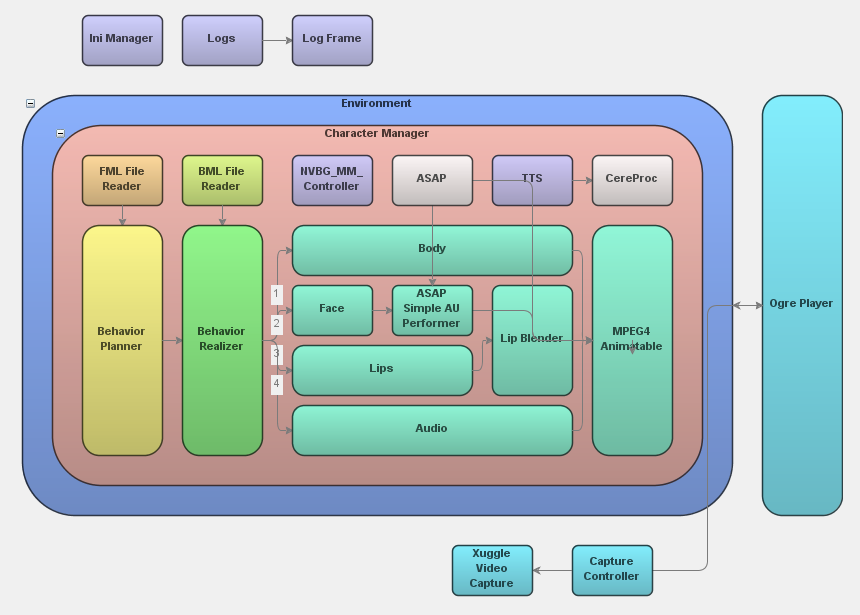 Ini Manager
Logs
Log Frame
Environment
Character Manager
FML File
Reader
BML File
Reader
NVBG_MM_
Controller
ASAP
TTS
CereProc
Body
1
Face
ASAP
Simple AU
Performer
2
Behavior
Planner
Behavior
Realizer
Lip Blender
MPEG4
Animatable
Ogre Player
3
Lips
4
Audio
Xuggle
Video
Capture
Capture
Controller